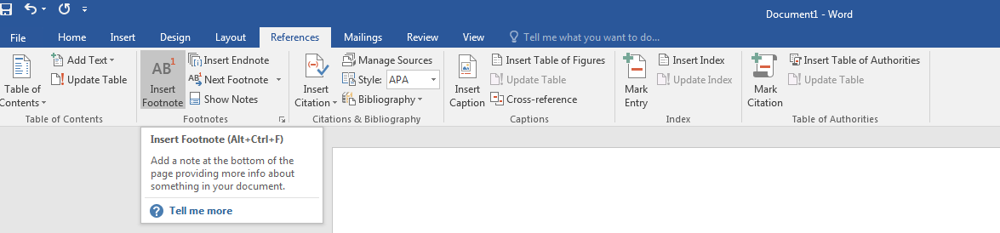 Document1 - Word
File Home Insert Design Layout References Mailings Review View Tell me what you want to do...
Table of
Contents
Add Text
Update Table
Table of Contents
AB1
Insert
Footnote
Insert Endnote
AB1 Next Footnote
Show Notes
Footnotes
Insert
Citation
Manage Sources
Style: APA
Bibliography
Citations & Bibliography
Insert
Caption
Insert Table of Figures
Update Table
Cross-reference
Captions
Mark
Entry
Insert Index
Update Index
Index
Mark
Citation
Insert Table of Authorities
Update Table
Table of Authorities
Insert Footnote (Alt+Ctrl+F)
Add a note at the bottom of the
page providing more info about
something in your document.
? Tell me more